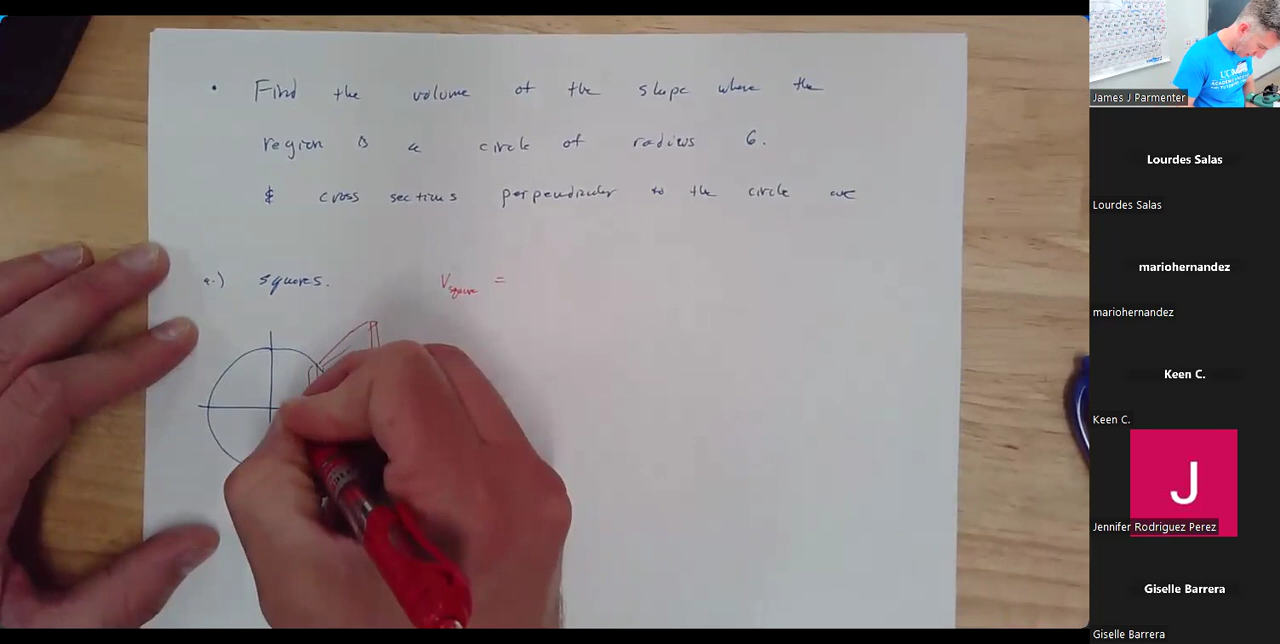 • Find the volume of the shape where the
region is a circle of radius 6.
& cross sections perpendicular to the circle are
a.) squares.
V square =
James J Parmenter
Lourdes Salas
Lourdes Salas
mariohernandez
mariohernandez
Keen C.
Keen C.
J
Jennifer Rodriguez Perez
Giselle Barrera
Giselle Barrera